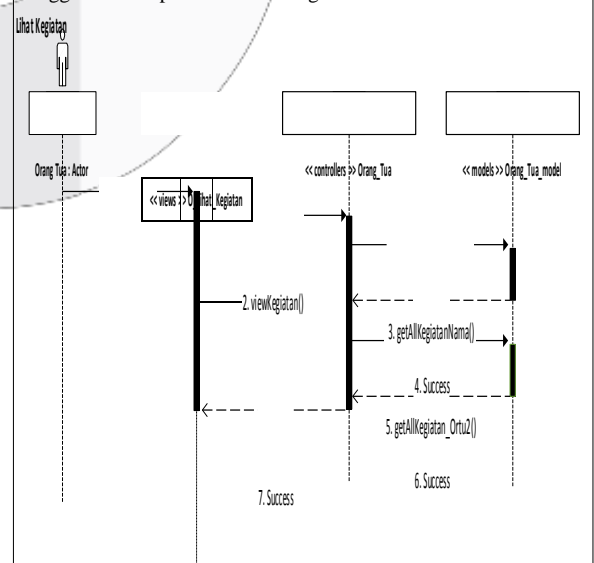 Lihat Kegiatan
Orang Tua : Actor
<< controllers >> Orang_Tua
<< models >> Orang_Tua_model
<< views >> O_lihat_Kegiatan
2. viewKegiatan()
3. getAllKegiatanNama()
4. Success
5. getAllKegiatan_Ortu2()
6. Success
7. Success